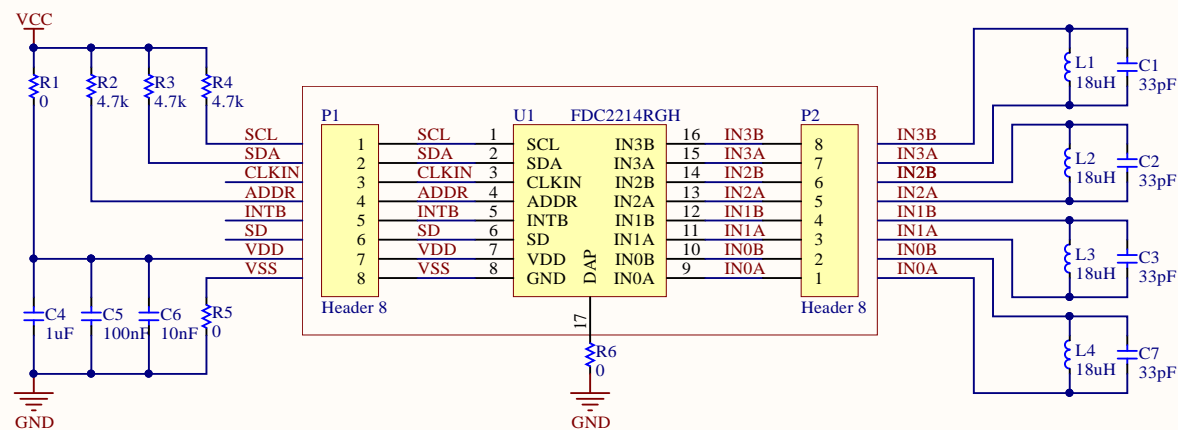 VCC
R1
0
R2
4.7k
R3
4.7k
R4
4.7k
SCL
SDA
CLKIN
ADDR
INTB
SD
VDD
VSS
P1
1
2
3
4
5
6
7
8
Header 8
SCL
SDA
CLKIN
ADDR
INTB
SD
VDD
VSS
1
2
3
4
5
6
7
8
U1
FDC2214RGH
SCL
SDA
CLKIN
ADDR
INTB
SD
VDD
GND
DAP
IN3B
IN3A
IN2B
IN2A
IN1B
IN1A
IN0B
IN0A
17
16
15
14
13
12
11
10
9
IN3B
IN3A
IN2B
IN2A
IN1B
IN1A
IN0B
IN0A
P2
8
7
6
5
4
3
2
1
Header 8
IN3B
IN3A
IN2B
IN2A
IN1B
IN1A
IN0B
IN0A
L1
18uH
C1
33pF
L2
18uH
C2
33pF
L3
18uH
C3
33pF
L4
18uH
C7
33pF
C4
1uF
C5
100nF
C6
10nF
R5
0
R6
0
GND
GND